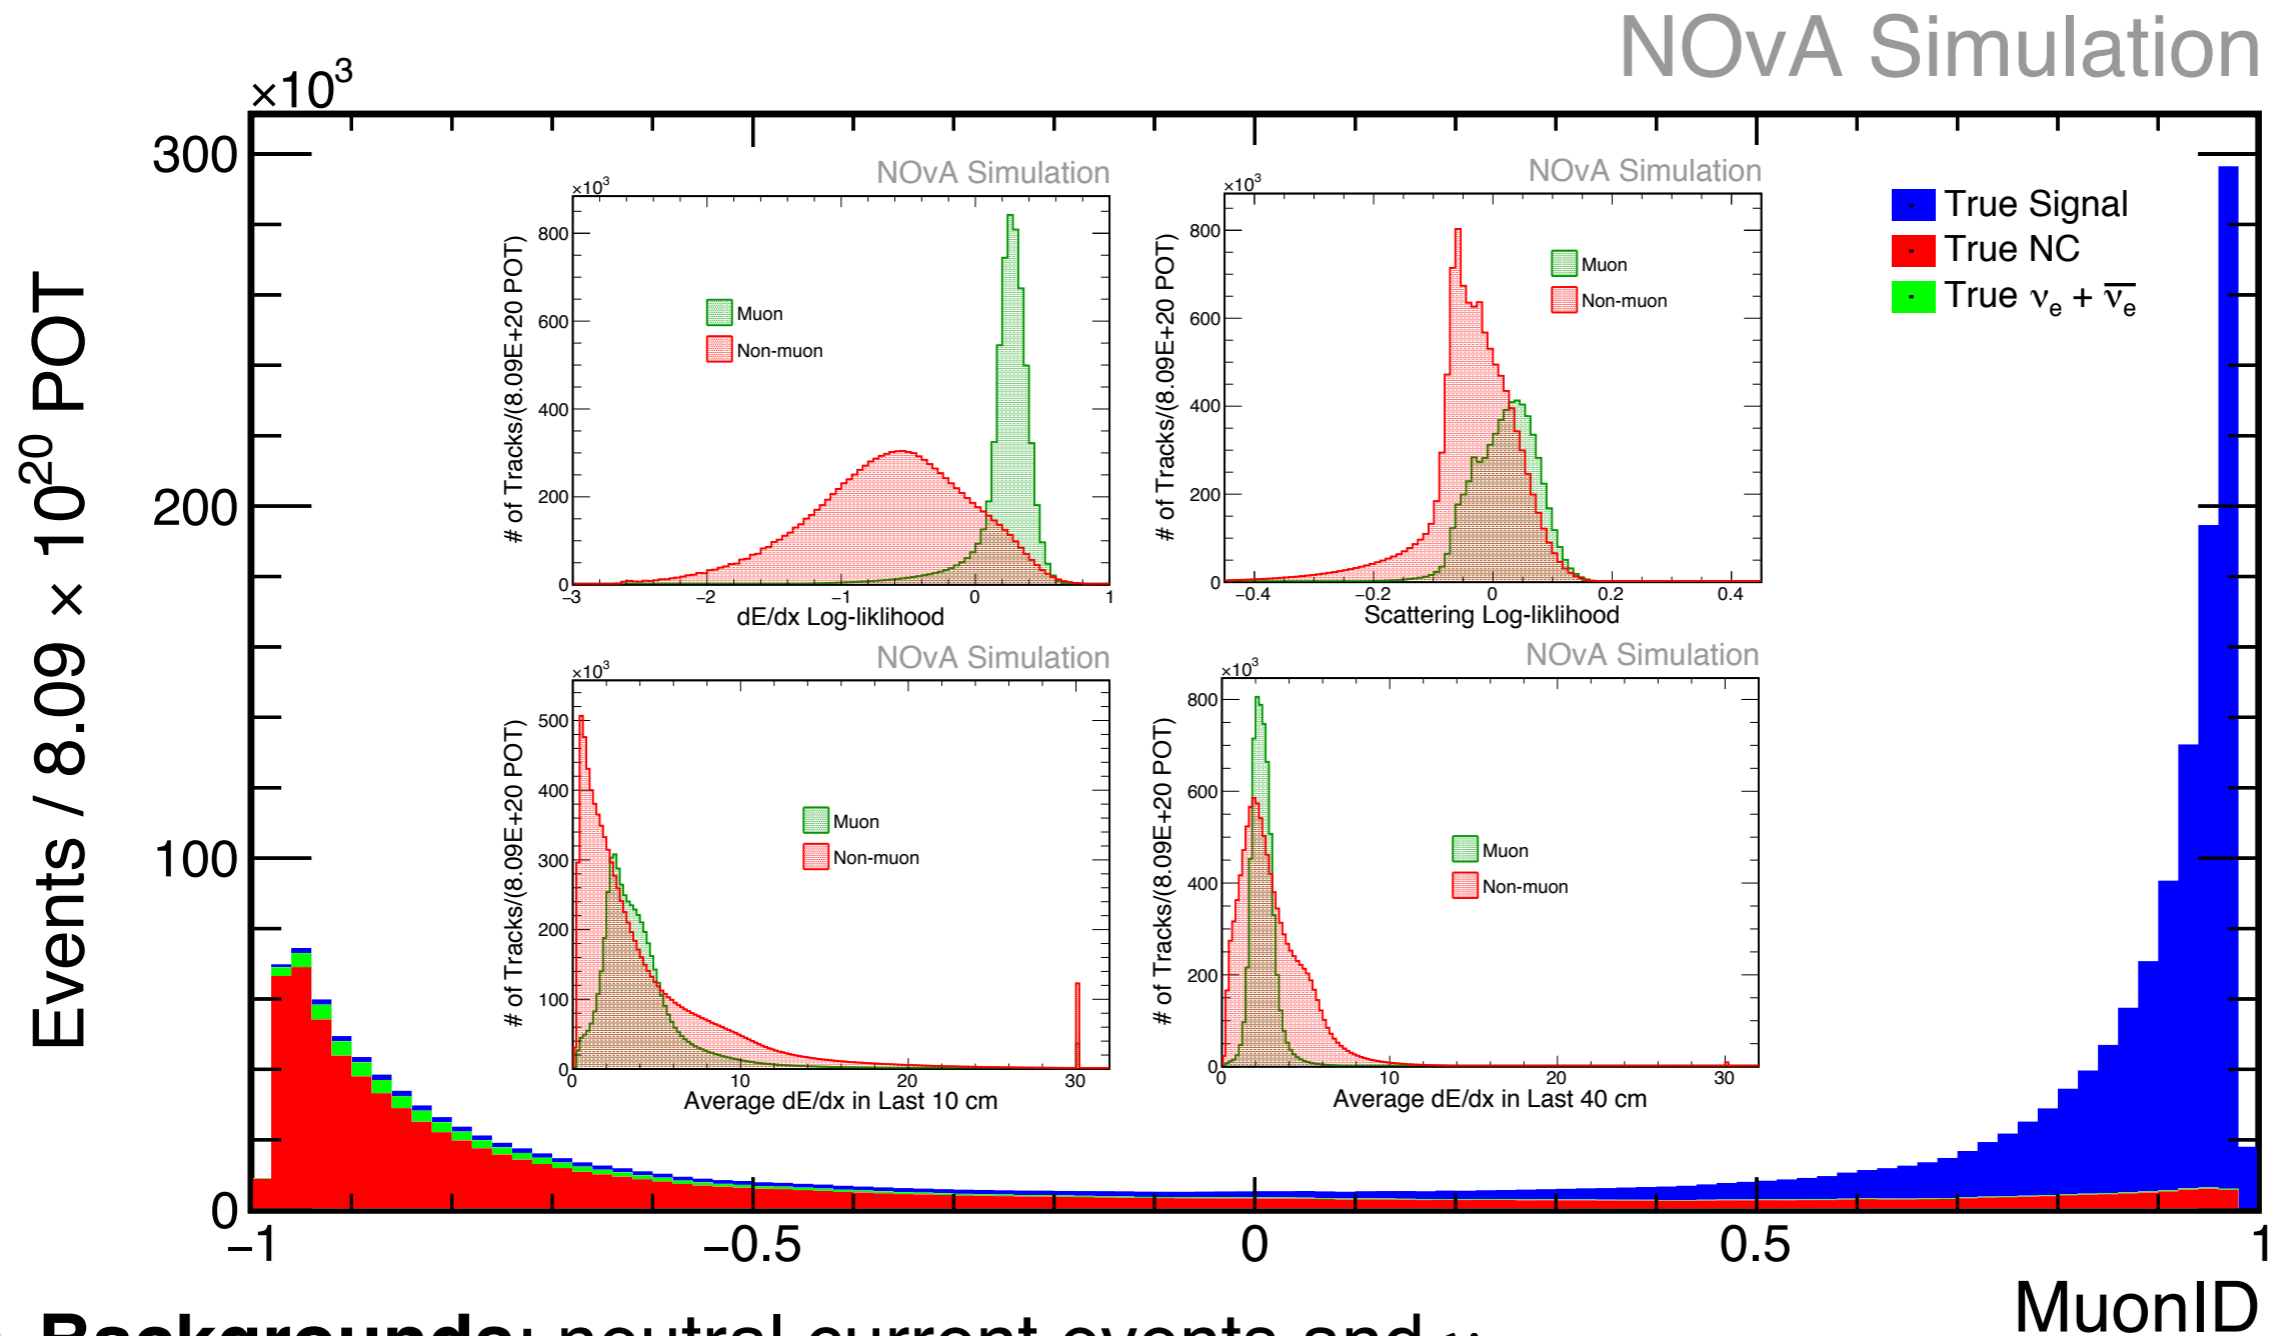 NOvA Simulation
×10³
Events / 8.09 × 10²⁰ POT
300
200
100
0
−1
−0.5
0
0.5
1
MuonID
True Signal
True NC
True νₑ + ν̅ₑ
NOvA Simulation
×10³
# of Tracks/(8.09E+20 POT)
800
600
400
200
0
−3
−2
−1
0
1
dE/dx Log-liklihood
Muon
Non-muon
NOvA Simulation
×10³
# of Tracks/(8.09E+20 POT)
800
600
400
200
0
−0.4
−0.2
0
0.2
0.4
Scattering Log-liklihood
Muon
Non-muon
NOvA Simulation
×10³
# of Tracks/(8.09E+20 POT)
500
400
300
200
100
0
0
10
20
30
Average dE/dx in Last 10 cm
Muon
Non-muon
NOvA Simulation
×10³
# of Tracks/(8.09E+20 POT)
800
600
400
200
0
0
10
20
30
Average dE/dx in Last 40 cm
Muon
Non-muon
Backgrounds: neutral current events and